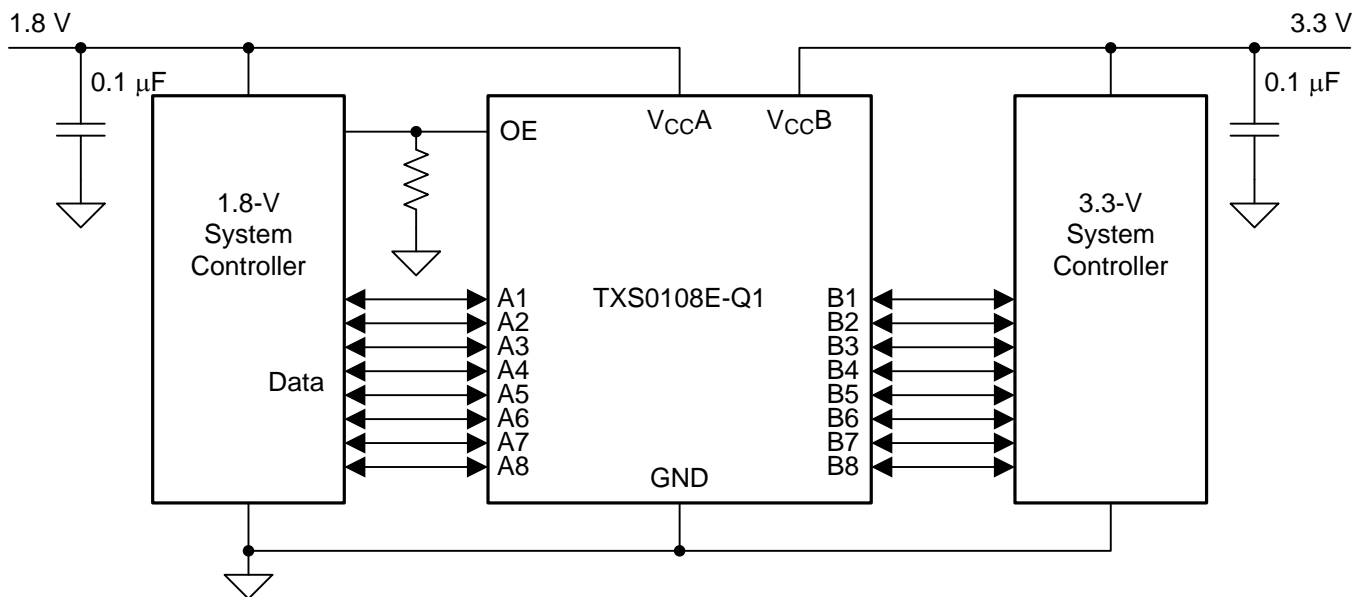 1.8 V
3.3 V
0.1 μF
0.1 μF
OE
VCCA
VCCB
1.8-V
System
Controller
3.3-V
System
Controller
TXS0108E-Q1
Data
A1
A2
A3
A4
A5
A6
A7
A8
B1
B2
B3
B4
B5
B6
B7
B8
GND